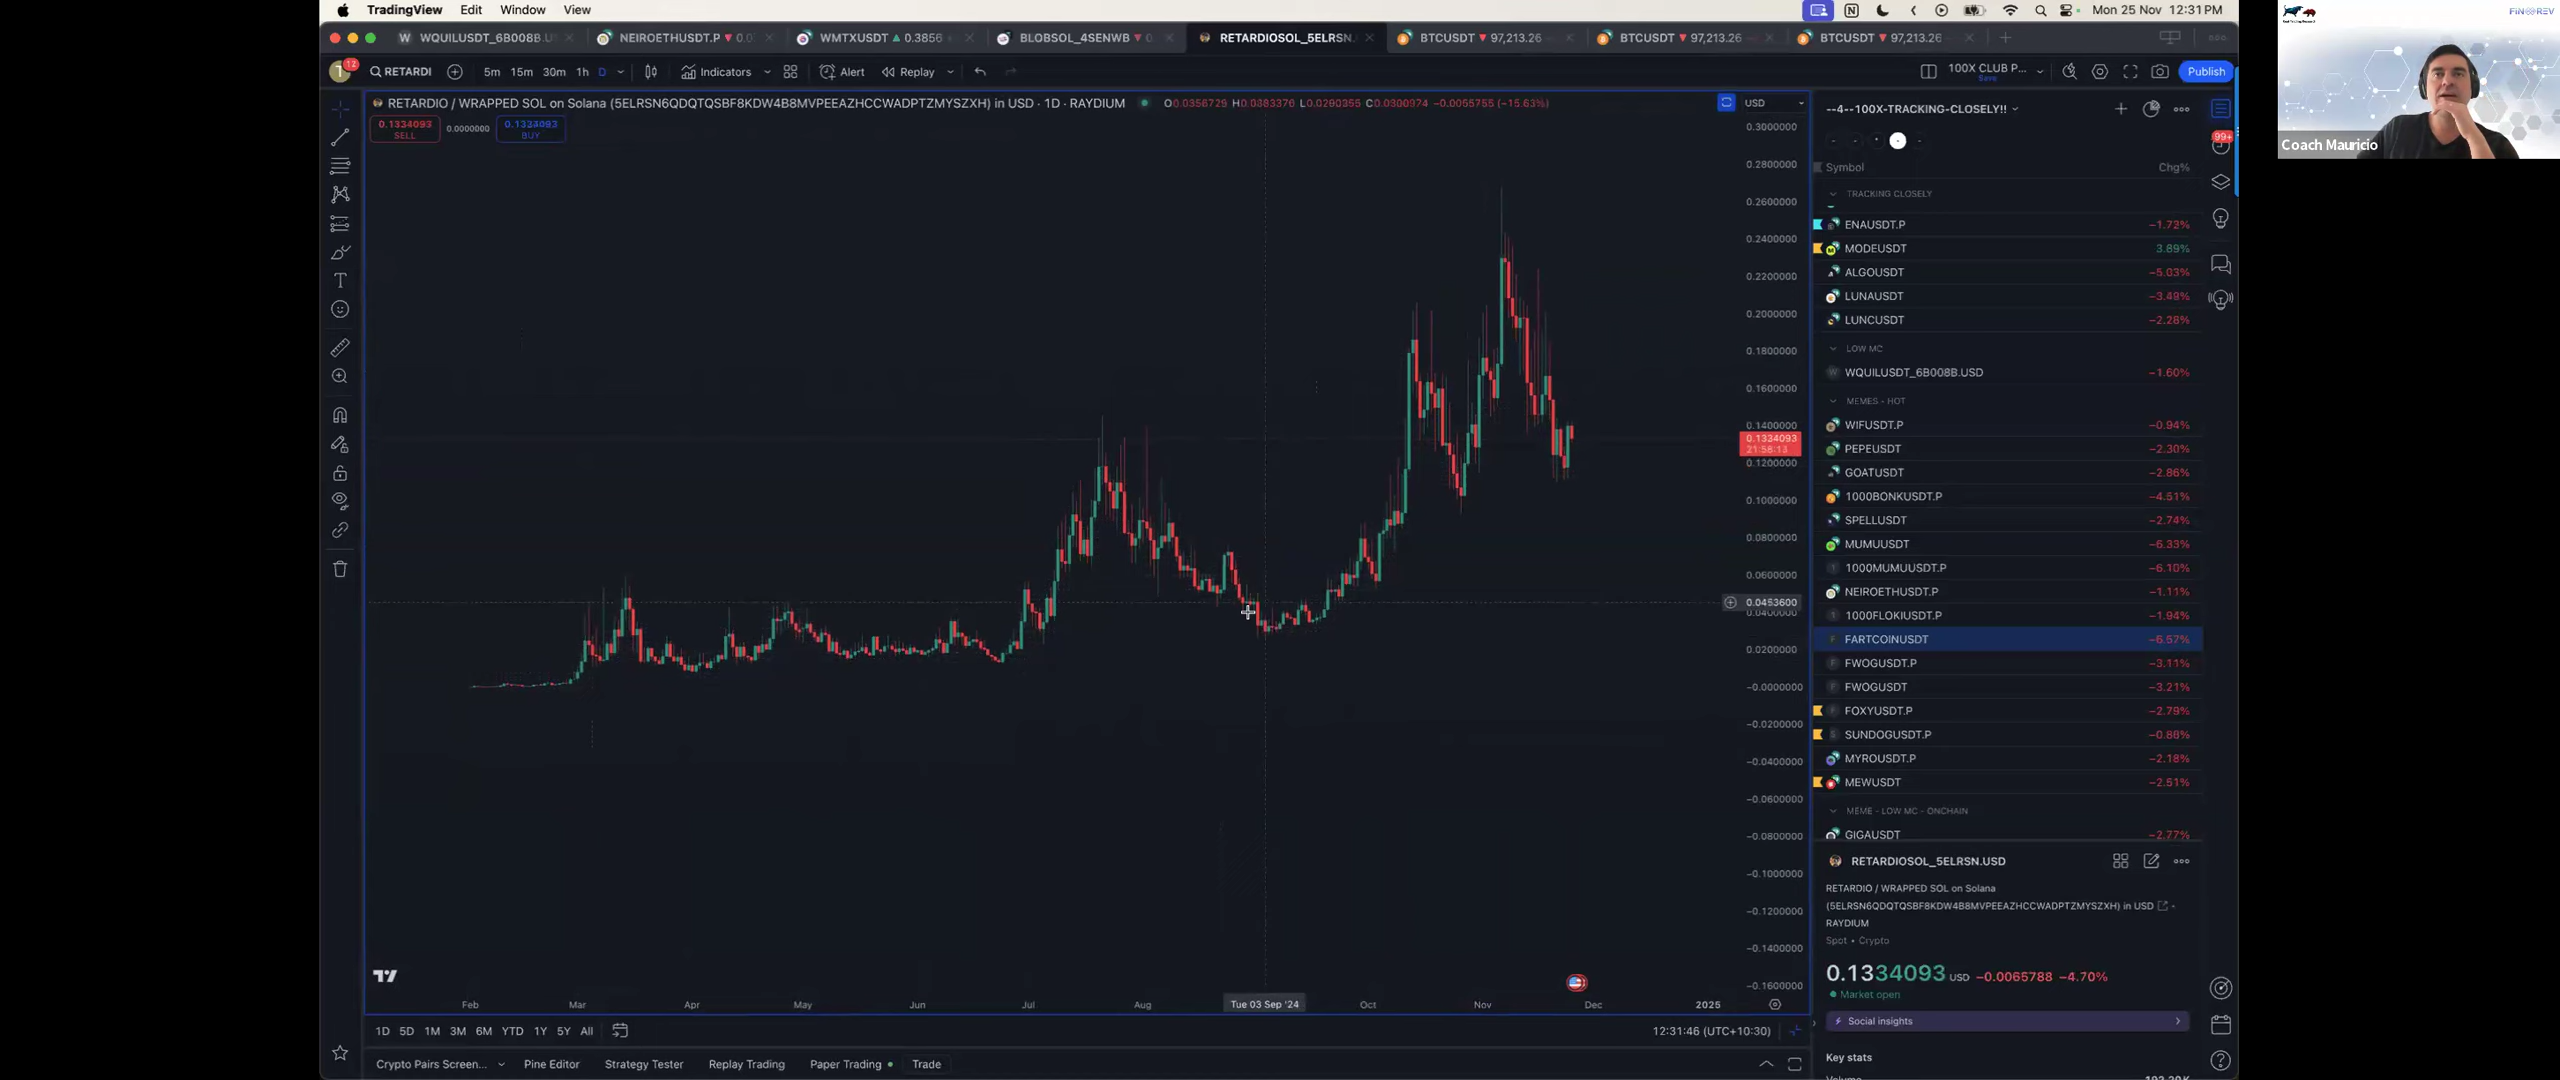 TradingView Edit Window View
Mon 25 Nov 12:31 PM
WQUILUSDT_6B008B.U
NEIROETHUSDT.P
WMTXUSDT 0.3856
BLOBSOL_4SENWB
RETARDIOSOL_5ELRSN.
BTCUSDT 97,213.26
BTCUSDT 97,213.26
BTCUSDT 97,213.26
12
RETARDI
5m 15m 30m 1h D
Indicators
Alert
Replay
100X CLUB P...
Save
Publish
RETARDIO / WRAPPED SOL on Solana (5ELRSN6QDQTQSBF8KDW4B8MVPEEAZHCCWADPTZMYSZXH) in USD · 1D · RAYDIUM
0.1334093
SELL
0.0000000
0.1334093
BUY
USD
0.3000000
0.2800000
0.2600000
0.2400000
0.2200000
0.2000000
0.1800000
0.1600000
0.1400000
0.1334093
21:58:13
0.1200000
0.1000000
0.0800000
0.0600000
0.0453600
0.0400000
0.0200000
−0.0000000
−0.0200000
−0.0400000
−0.0600000
−0.0800000
−0.1000000
−0.1200000
−0.1400000
−0.1600000
Feb Mar Apr May Jun Jul Aug Tue 03 Sep '24 Oct Nov Dec 2025
1D 5D 1M 3M 6M YTD 1Y 5Y All
12:31:46 (UTC+10:30)
Crypto Pairs Screen...
Pine Editor
Strategy Tester
Replay Trading
Paper Trading
Trade
--4--100X-TRACKING-CLOSELY!!
Symbol Chg%
TRACKING CLOSELY
ENAUSDT.P −1.72%
MODEUSDT 3.89%
ALGOUSDT −5.03%
LUNAUSDT −3.49%
LUNCUSDT −2.28%
LOW MC
WQUILUSDT_6B008B.USD −1.60%
MEMES - HOT
WIFUSDT.P −0.94%
PEPEUSDT −2.30%
GOATUSDT −2.86%
1000BONKUSDT.P −4.51%
SPELLUSDT −2.74%
MUMUUSDT −6.33%
1000MUMUUSDT.P −6.10%
NEIROETHUSDT.P −1.11%
1000FLOKIUSDT.P −1.94%
FARTCOINUSDT −6.57%
FWOGUSDT.P −3.11%
FWOGUSDT −3.21%
FOXYUSDT.P −2.79%
SUNDOGUSDT.P −0.86%
MYROUSDT.P −2.18%
MEWUSDT −2.51%
MEME - LOW MC - ONCHAIN
GIGAUSDT −2.77%
RETARDIOSOL_5ELRSN.USD
RETARDIO / WRAPPED SOL on Solana
(5ELRSN6QDQTQSBF8KDW4B8MVPEEAZHCCWADPTZMYSZXH) in USD
RAYDIUM
Spot • Crypto
0.1334093 USD −0.0065788 −4.70%
Market open
Social insights
Key stats
99+
FINOREV
Coach Mauricio